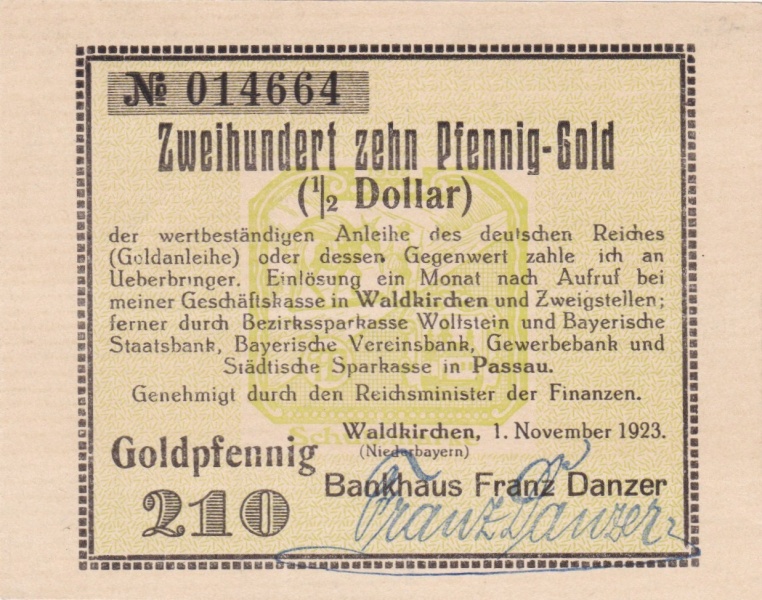 № 014664
Zweihundert zehn Pfennig-Gold
(1/2 Dollar)
der wertbeständigen Anleihe des deutschen Reiches
(Goldanleihe) oder dessen Gegenwert zahle ich an
Ueberbringer. Einlösung ein Monat nach Aufruf bei
meiner Geschäftskasse in Waldkirchen und Zweigstellen;
ferner durch Bezirkssparkasse Wolfstein und Bayerische
Staatsbank, Bayerische Vereinsbank, Gewerbebank und
Städtische Sparkasse in Passau.
Genehmigt durch den Reichsminister der Finanzen.
Waldkirchen, 1. November 1923.
(Niederbayern)
Goldpfennig
210
Bankhaus Franz Danzer
Franz Danzer